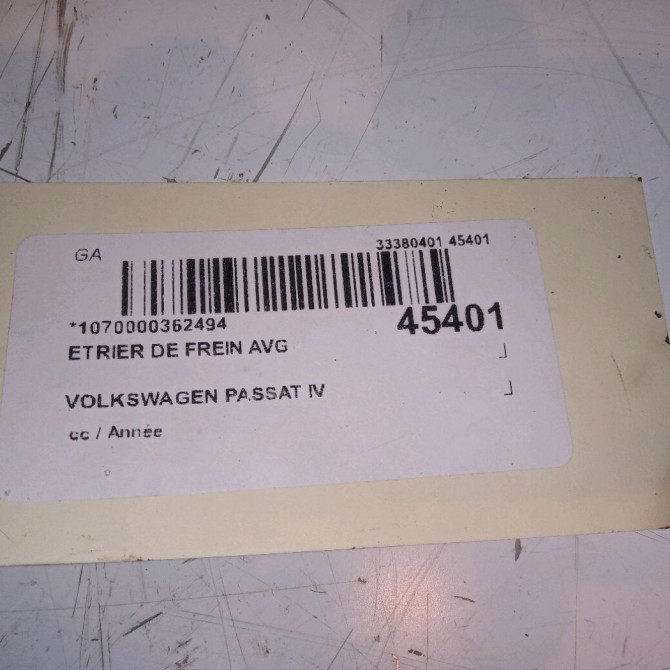 GA
33380401 45401
*1070000362494
45401
ETRIER DE FREIN AVG
VOLKSWAGEN PASSAT IV
cc / Année